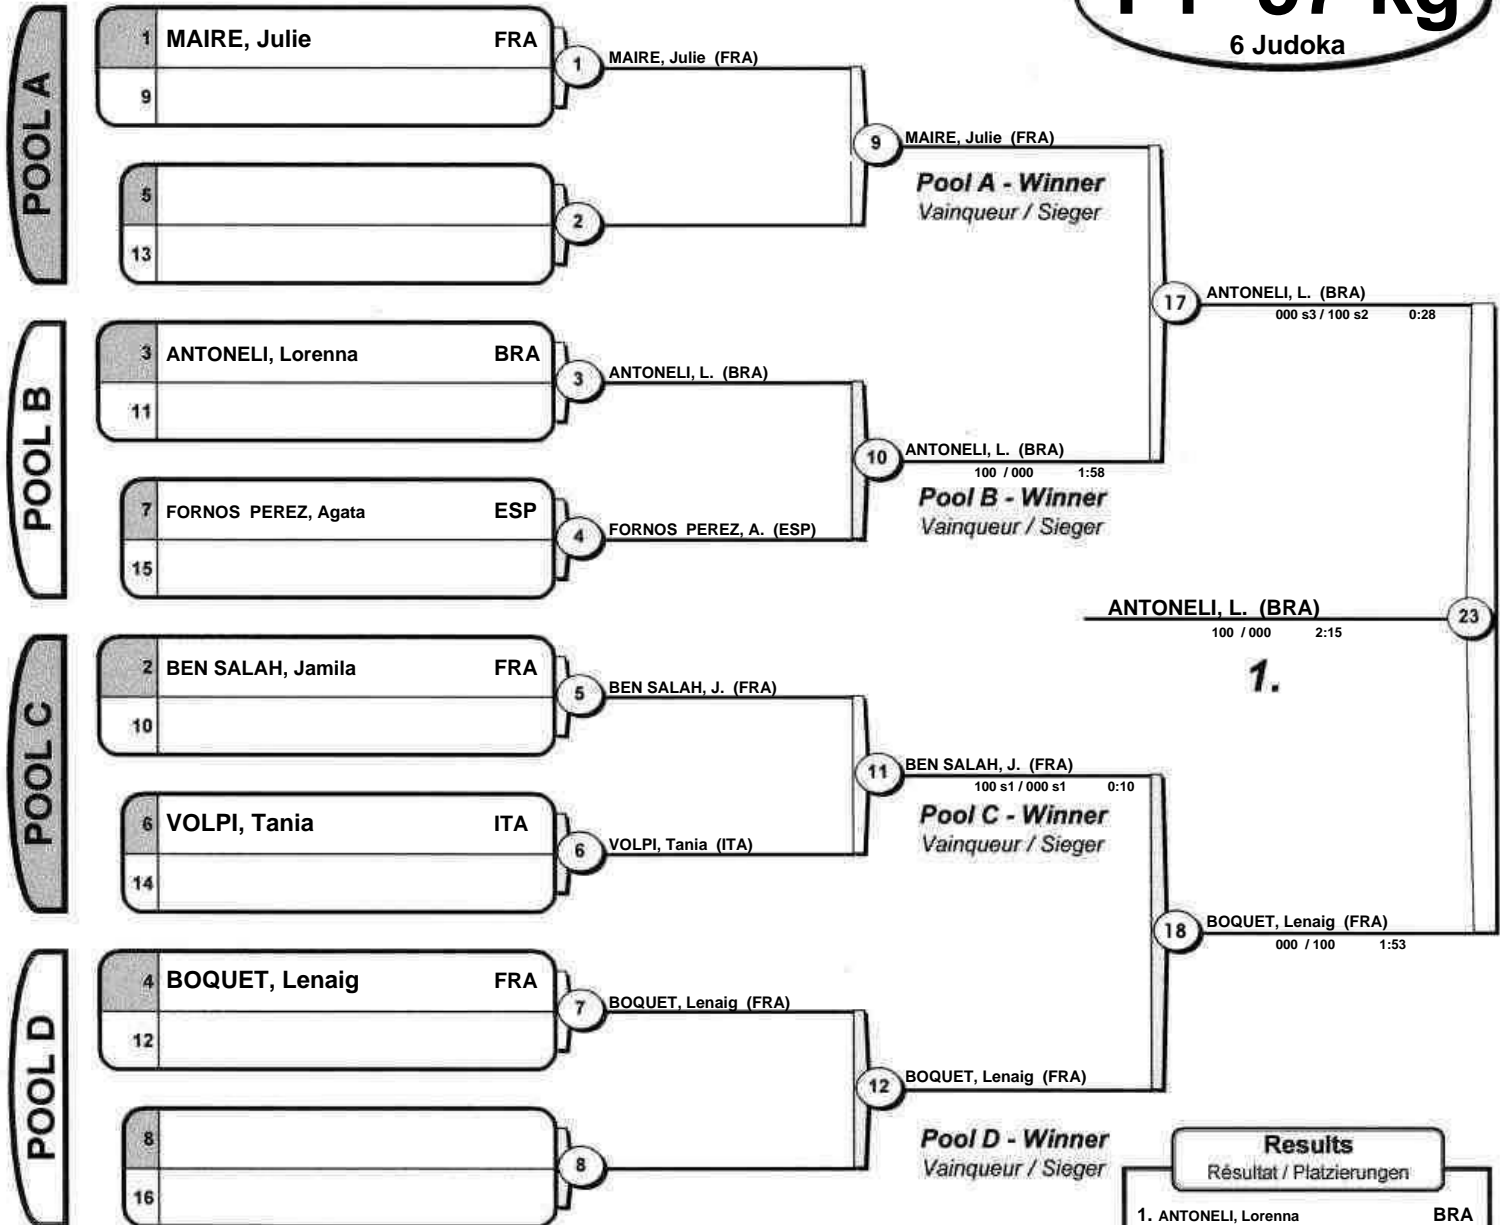 6 Judoka
POOL A
1 MAIRE, Julie FRA
9
5
13
1 MAIRE, Julie (FRA)
2
9 MAIRE, Julie (FRA)
Pool A - Winner
Vainqueur / Sieger
POOL B
3 ANTONELI, Lorenna BRA
11
7 FORNOS PEREZ, Agata ESP
15
3 ANTONELI, L. (BRA)
4 FORNOS PEREZ, A. (ESP)
10 ANTONELI, L. (BRA)
100 / 000 1:58
Pool B - Winner
Vainqueur / Sieger
17 ANTONELI, L. (BRA)
000 s3 / 100 s2 0:28
ANTONELI, L. (BRA) 23
100 / 000 2:15
1.
POOL C
2 BEN SALAH, Jamila FRA
10
6 VOLPI, Tania ITA
14
5 BEN SALAH, J. (FRA)
6 VOLPI, Tania (ITA)
11 BEN SALAH, J. (FRA)
100 s1 / 000 s1 0:10
Pool C - Winner
Vainqueur / Sieger
18 BOQUET, Lenaig (FRA)
000 / 100 1:53
POOL D
4 BOQUET, Lenaig FRA
12
8
16
7 BOQUET, Lenaig (FRA)
8
12 BOQUET, Lenaig (FRA)
Pool D - Winner
Vainqueur / Sieger
Results
Résultat / Platzierungen
1. ANTONELI, Lorenna BRA